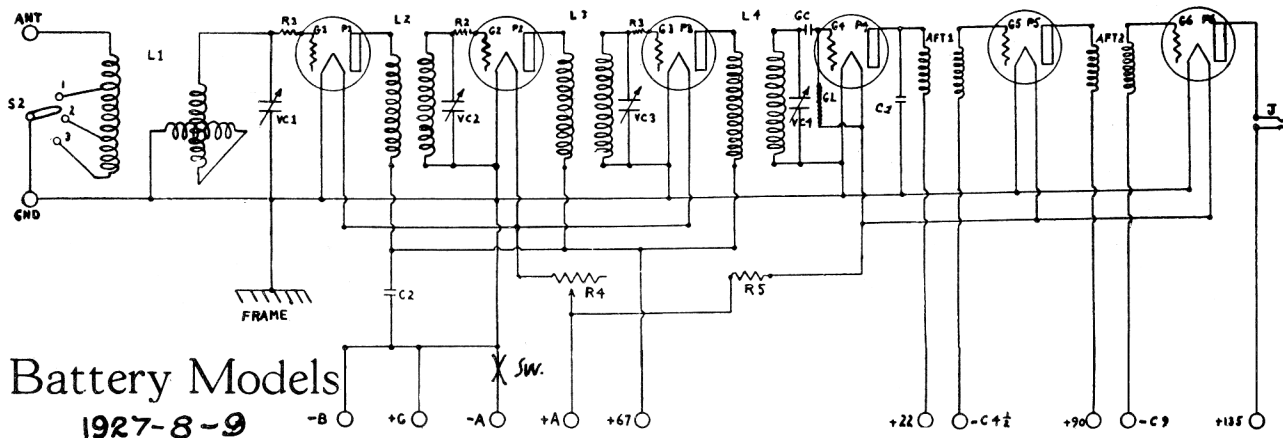 ANT
L1
S2
1
2
3
GND
VC1
R1
G1 P1
L2
R2
G2 P2
VC2
L3
R3
G3 P3
VC3
L4
GC
G4 P4
VC4
GL
C1
AFT1
G5 P5
AFT2
G6 P6
J
FRAME
C2
R4
R5
SW.
Battery Models
1927-8-9
-B
+C
-A
+A
+67
+22
-C 4½
+90
-C 9
+135